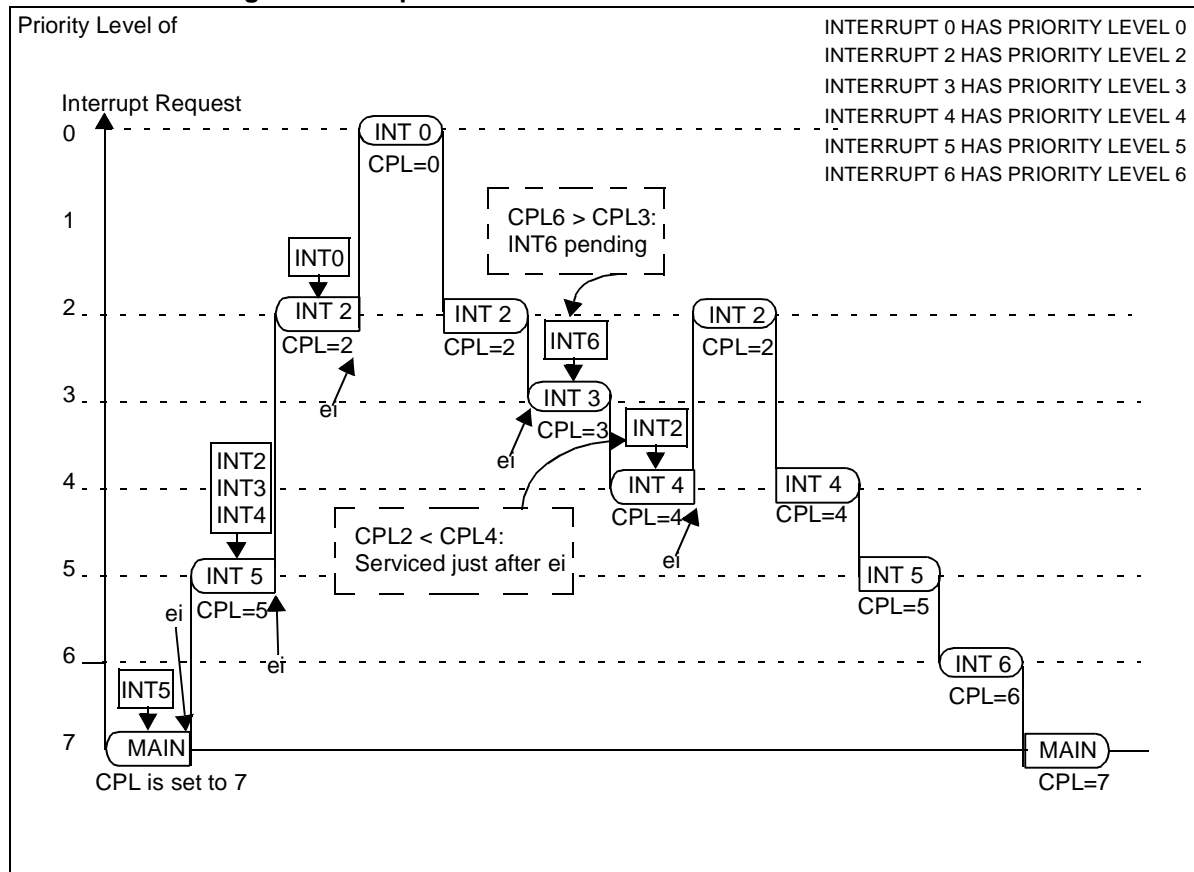 Priority Level of
INTERRUPT 0 HAS PRIORITY LEVEL 0
INTERRUPT 2 HAS PRIORITY LEVEL 2
INTERRUPT 3 HAS PRIORITY LEVEL 3
INTERRUPT 4 HAS PRIORITY LEVEL 4
INTERRUPT 5 HAS PRIORITY LEVEL 5
INTERRUPT 6 HAS PRIORITY LEVEL 6
Interrupt Request
0
INT 0
CPL=0
1
CPL6 > CPL3:
INT6 pending
INT0
2
INT 2
CPL=2
INT 2
CPL=2
INT 2
CPL=2
INT6
ei
3
INT 3
CPL=3
ei
INT2
INT2
INT3
INT4
4
INT 4
CPL=4
INT 4
CPL=4
CPL2 < CPL4:
Serviced just after ei
ei
5
INT 5
CPL=5
INT 5
CPL=5
ei
ei
6
INT 6
CPL=6
INT5
7
MAIN
CPL is set to 7
MAIN
CPL=7